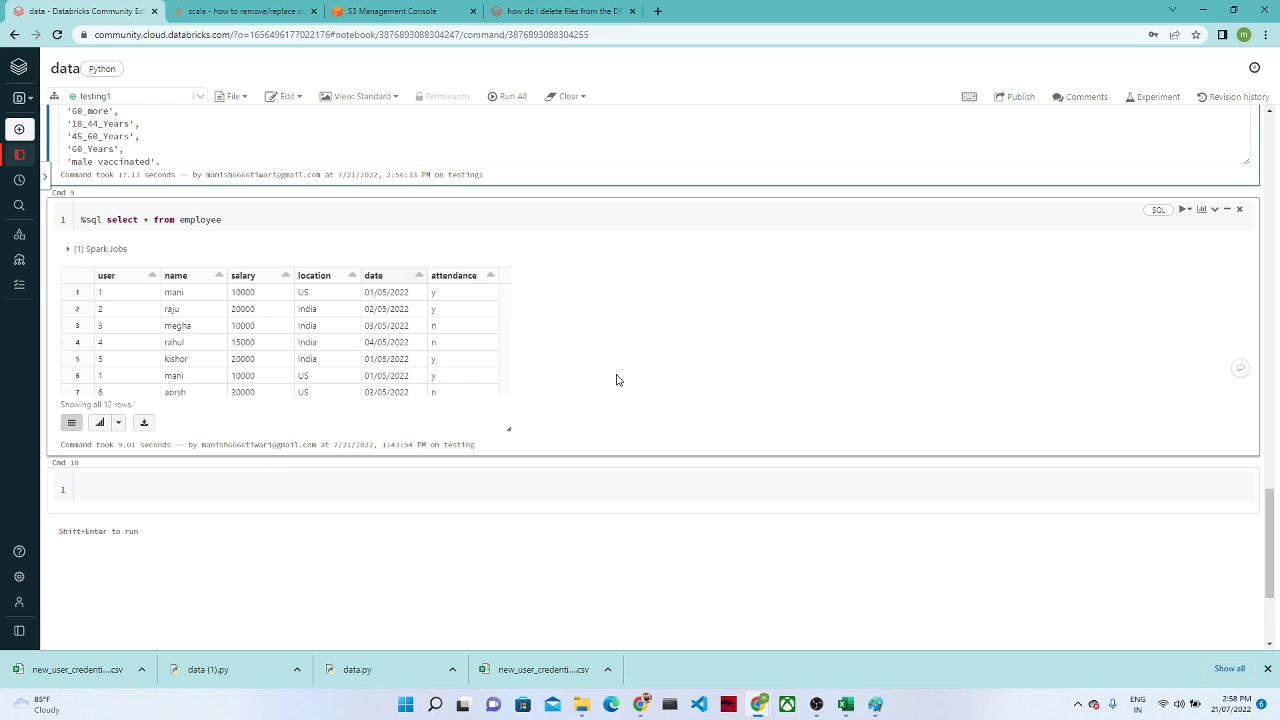 data - Databricks Community Edi
scala - how to remove/replace co
S3 Management Console
how do i delete files from the DB
community.cloud.databricks.com/?o=1656496177022176#notebook/3876893088304247/command/3876893088304255
m
data Python
D
testing1 File Edit View: Standard Permissions Run All Clear Publish Comments Experiment Revision history
'60_more',
'18_44_Years',
'45_60_Years',
'60_Years',
'male vaccinated',
Command took 17.13 seconds -- by manish6666tiwari@gmail.com at 7/21/2022, 2:56:33 PM on testing1
Cmd 9
1 %sql select * from employee
SQL
(1) Spark Jobs
user name salary location date attendance
1 1 mani 10000 US 01/05/2022 y
2 2 raju 20000 India 02/05/2022 y
3 3 megha 10000 India 03/05/2022 n
4 4 rahul 15000 India 04/05/2022 n
5 5 kishor 20000 India 01/05/2022 y
6 1 mani 10000 US 01/05/2022 y
7 6 aprsh 30000 US 03/05/2022 n
Showing all 12 rows.
Command took 9.01 seconds -- by manish6666tiwari@gmail.com at 7/21/2022, 1:43:54 PM on testing
Cmd 10
1
Shift+Enter to run
new_user_credenti....csv
data (1).py
data.py
new_user_credenti....csv
Show all
85°F
Cloudy
ENG
IN
2:58 PM
21/07/2022